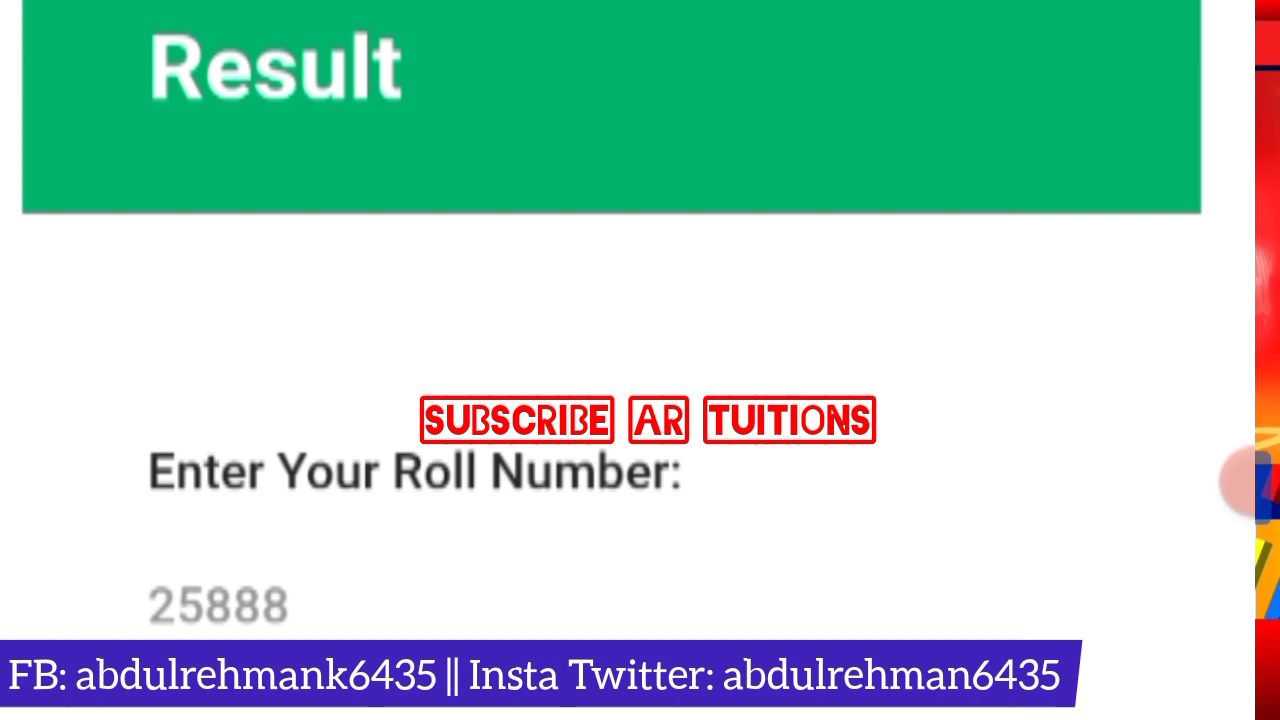 Result
SUBSCRIBE AR TUITIONS
Enter Your Roll Number:
25888
FB: abdulrehmank6435 || Insta Twitter: abdulrehman6435